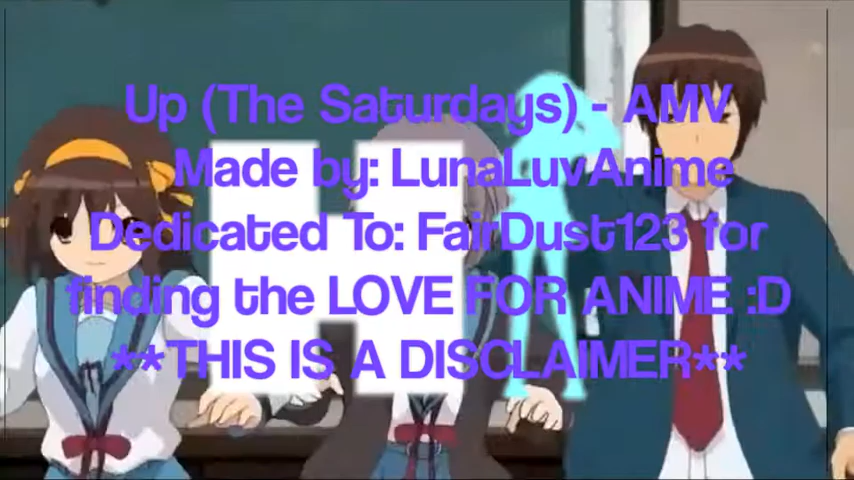 Up (The Saturdays) - AMV
Made by: LunaLuvAnime
Dedicated To: FairDust123 for
finding the LOVE FOR ANIME :D
**THIS IS A DISCLAIMER**
H